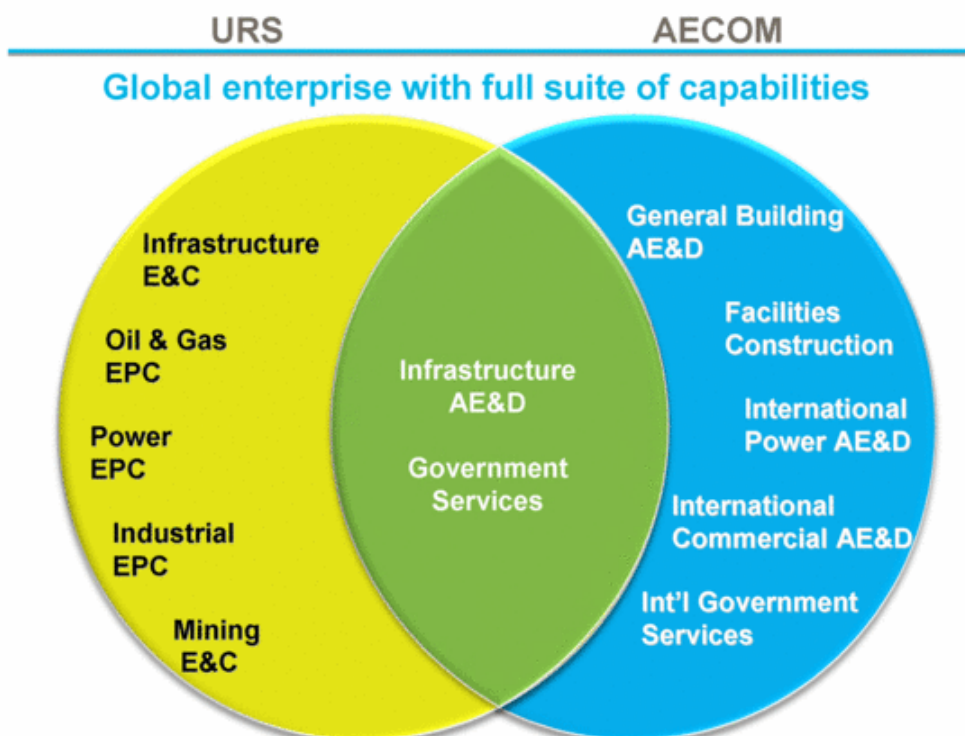 URS
AECOM
Global enterprise with full suite of capabilities
Infrastructure
E&C
Oil & Gas
EPC
Power
EPC
Industrial
EPC
Mining
E&C
Infrastructure
AE&D
Government
Services
General Building
AE&D
Facilities
Construction
International
Power AE&D
International
Commercial AE&D
Int'l Government
Services